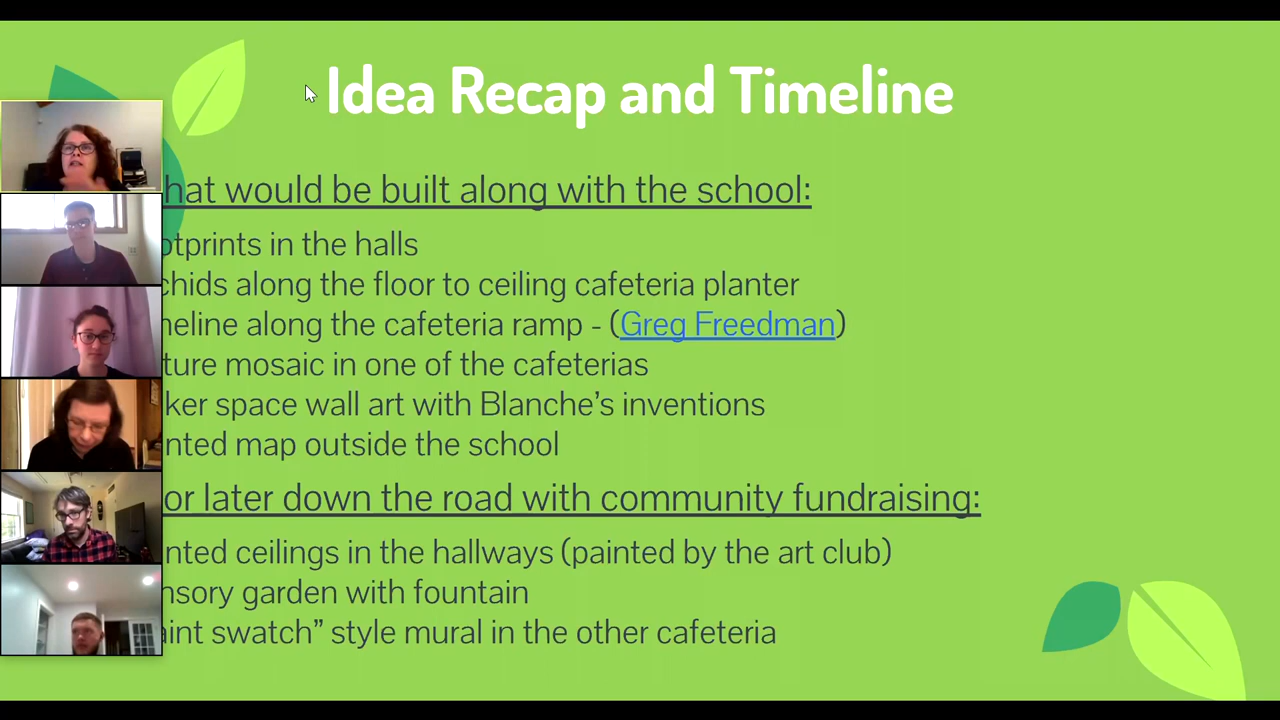 Idea Recap and Timeline
hat would be built along with the school:
otprints in the halls
chids along the floor to ceiling cafeteria planter
meline along the cafeteria ramp - (Greg Freedman)
ture mosaic in one of the cafeterias
ker space wall art with Blanche's inventions
nted map outside the school
or later down the road with community fundraising:
nted ceilings in the hallways (painted by the art club)
nsory garden with fountain
aint swatch” style mural in the other cafeteria